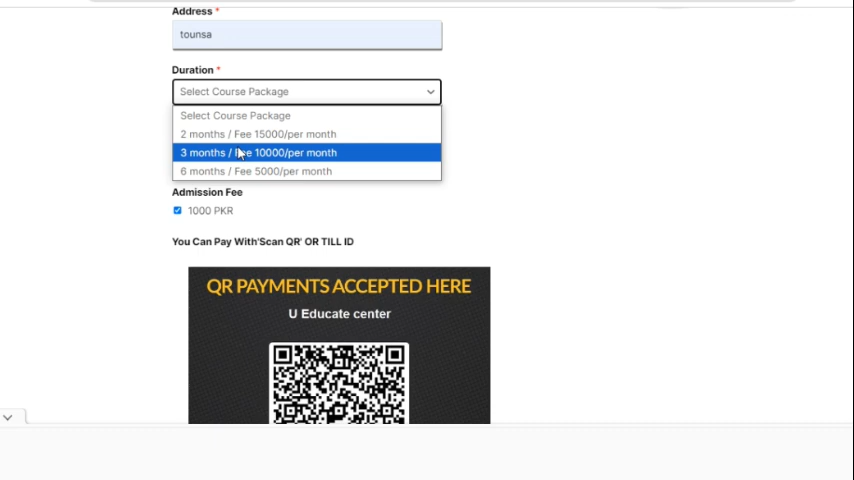 Address *
tounsa
Duration *
Select Course Package
Select Course Package
2 months / Fee 15000/per month
3 months / Fee 10000/per month
6 months / Fee 5000/per month
Admission Fee
1000 PKR
You Can Pay With'Scan QR' OR TILL ID
QR PAYMENTS ACCEPTED HERE
U Educate center